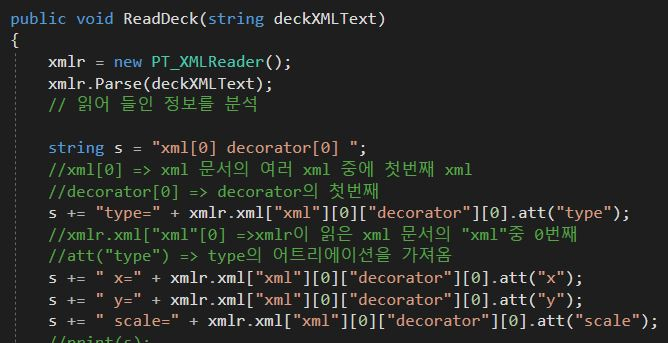 public void ReadDeck(string deckXMLText)
{
xmlr = new PT_XMLReader();
xmlr.Parse(deckXMLText);
// 읽어 들인 정보를 분석
string s = "xml[0] decorator[0] ";
//xml[0] => xml 문서의 여러 xml 중에 첫번째 xml
//decorator[0] => decorator의 첫번째
s += "type=" + xmlr.xml["xml"][0]["decorator"][0].att("type");
//xmlr.xml["xml"[0] =>xmlr이 읽은 xml 문서의 "xml"중 0번째
//att("type") => type의 어트리에이션을 가져옴
s += " x=" + xmlr.xml["xml"][0]["decorator"][0].att("x");
s += " y=" + xmlr.xml["xml"][0]["decorator"][0].att("y");
s += " scale=" + xmlr.xml["xml"][0]["decorator"][0].att("scale");
//print(s);